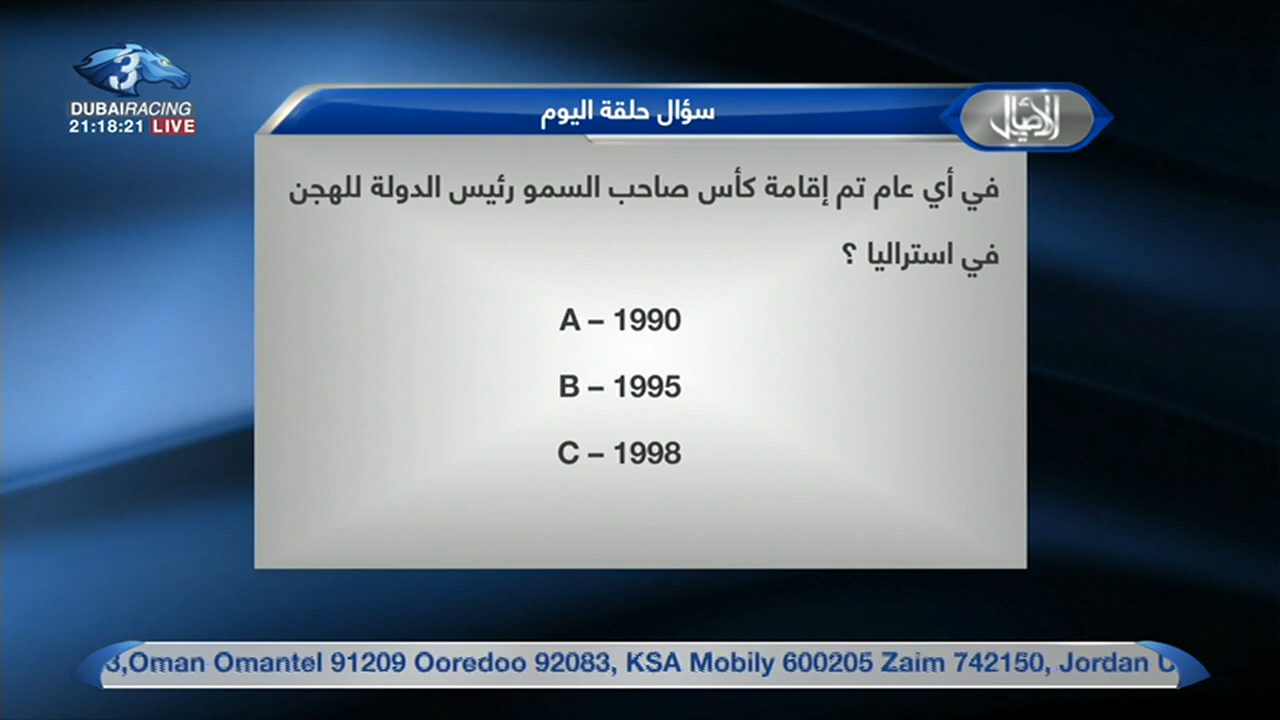 3
DUBAIRACING
21:18:21 LIVE
سؤال حلقة اليوم
الأصايل
في أي عام تم إقامة كأس صاحب السمو رئيس الدولة للهجن
في استراليا ؟
A – 1990
B – 1995
C – 1998
3,Oman Omantel 91209 Ooredoo 92083, KSA Mobily 600205 Zaim 742150, Jordan